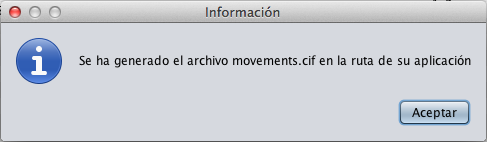 Información
Se ha generado el archivo movements.cif en la ruta de su aplicación
Aceptar